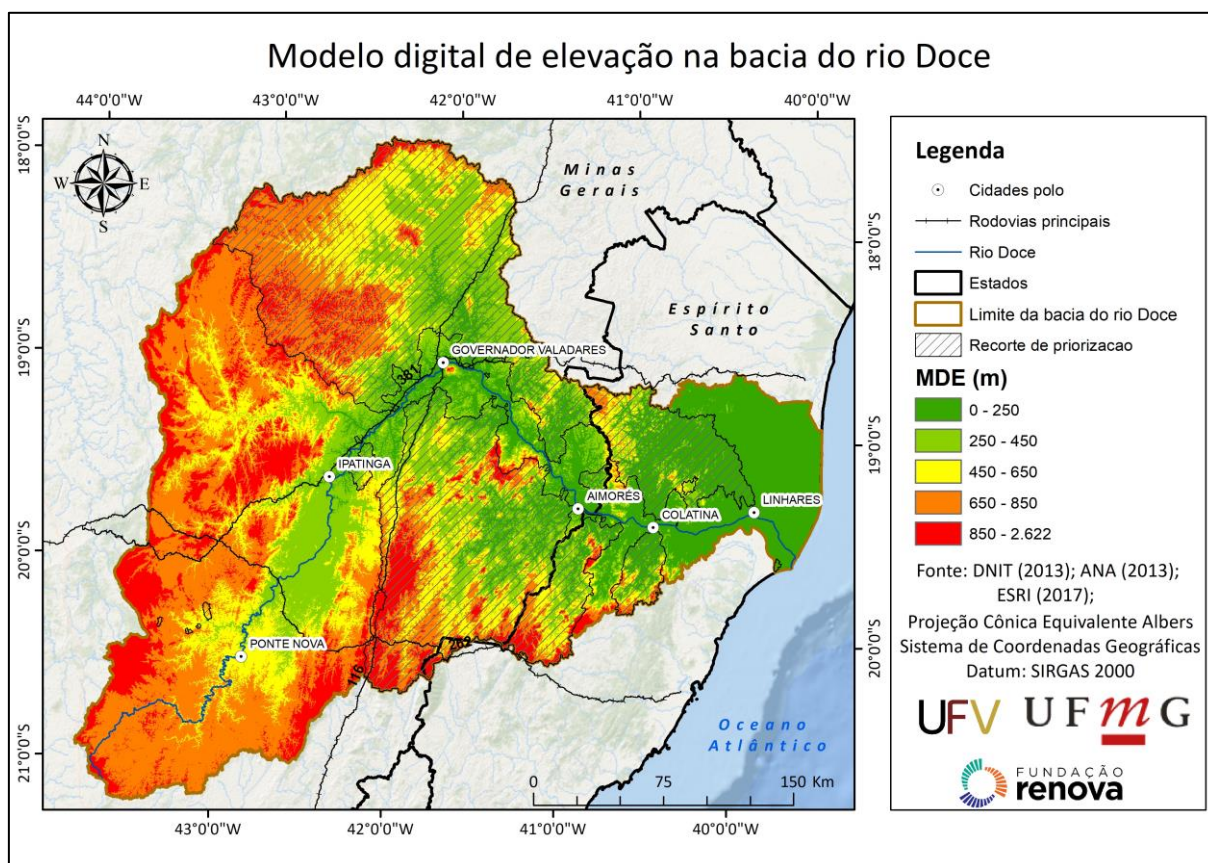 Modelo digital de elevação na bacia do rio Doce
44°0'0"W
43°0'0"W
42°0'0"W
41°0'0"W
40°0'0"W
18°0'0"S
19°0'0"S
20°0'0"S
21°0'0"S
18°0'0"S
19°0'0"S
20°0'0"S
43°0'0"W
42°0'0"W
41°0'0"W
40°0'0"W
N
W
E
S
Minas
Gerais
Espírito
Santo
GOVERNADOR VALADARES
381
IPATINGA
AIMORÉS
COLATINA
LINHARES
PONTE NOVA
262
116
Oceano
Atlântico
0
75
150 Km
Legenda
Cidades polo
Rodovias principais
Rio Doce
Estados
Limite da bacia do rio Doce
Recorte de priorizacao
MDE (m)
0 - 250
250 - 450
450 - 650
650 - 850
850 - 2.622
Fonte: DNIT (2013); ANA (2013);
ESRI (2017);
Projeção Cônica Equivalente Albers
Sistema de Coordenadas Geográficas
Datum: SIRGAS 2000
UFV
UFmG
FUNDAÇÃO
renova